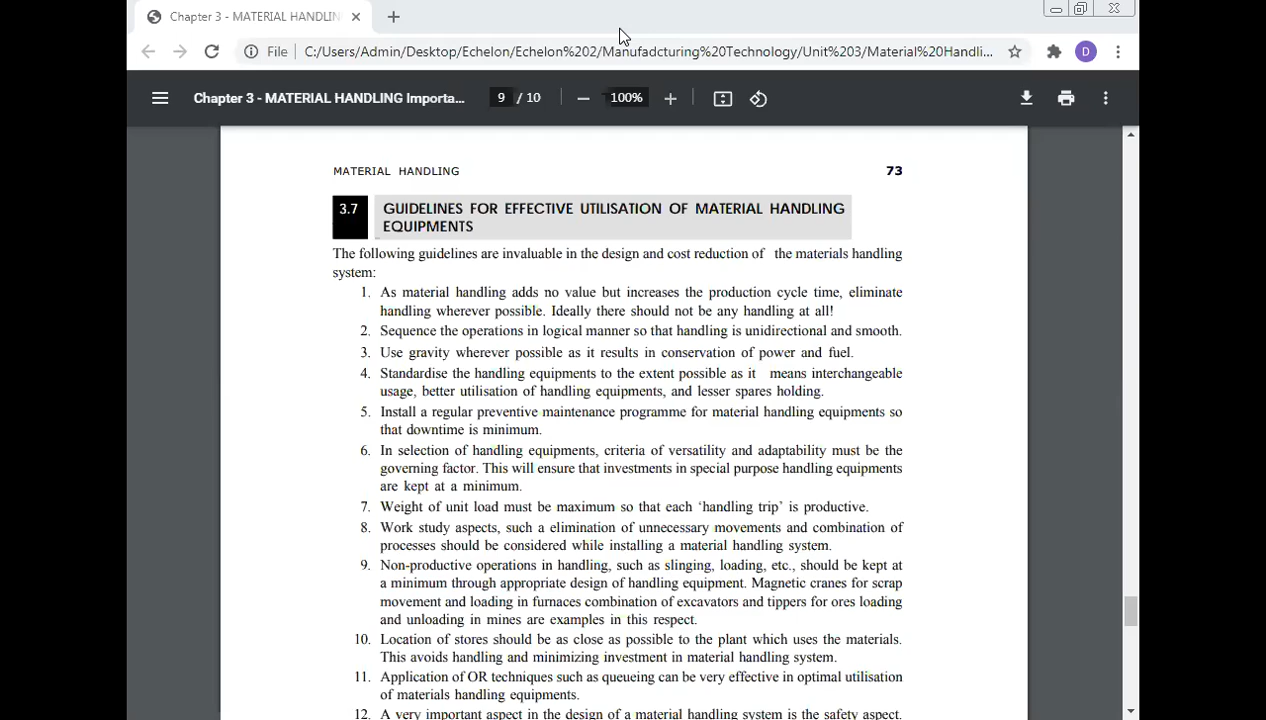 Chapter 3 - MATERIAL HANDLIN
File C:/Users/Admin/Desktop/Echelon/Echelon%202/Manufadcturing%20Technology/Unit%203/Material%20Handli... D
Chapter 3 - MATERIAL HANDLING Importa... 9 / 10 100%
MATERIAL HANDLING 73
3.7 GUIDELINES FOR EFFECTIVE UTILISATION OF MATERIAL HANDLING
EQUIPMENTS
The following guidelines are invaluable in the design and cost reduction of the materials handling
system:
1. As material handling adds no value but increases the production cycle time, eliminate
handling wherever possible. Ideally there should not be any handling at all!
2. Sequence the operations in logical manner so that handling is unidirectional and smooth.
3. Use gravity wherever possible as it results in conservation of power and fuel.
4. Standardise the handling equipments to the extent possible as it means interchangeable
usage, better utilisation of handling equipments, and lesser spares holding.
5. Install a regular preventive maintenance programme for material handling equipments so
that downtime is minimum.
6. In selection of handling equipments, criteria of versatility and adaptability must be the
governing factor. This will ensure that investments in special purpose handling equipments
are kept at a minimum.
7. Weight of unit load must be maximum so that each ‘handling trip’ is productive.
8. Work study aspects, such a elimination of unnecessary movements and combination of
processes should be considered while installing a material handling system.
9. Non-productive operations in handling, such as slinging, loading, etc., should be kept at
a minimum through appropriate design of handling equipment. Magnetic cranes for scrap
movement and loading in furnaces combination of excavators and tippers for ores loading
and unloading in mines are examples in this respect.
10. Location of stores should be as close as possible to the plant which uses the materials.
This avoids handling and minimizing investment in material handling system.
11. Application of OR techniques such as queueing can be very effective in optimal utilisation
of materials handling equipments.
12. A very important aspect in the design of a material handling system is the safety aspect.